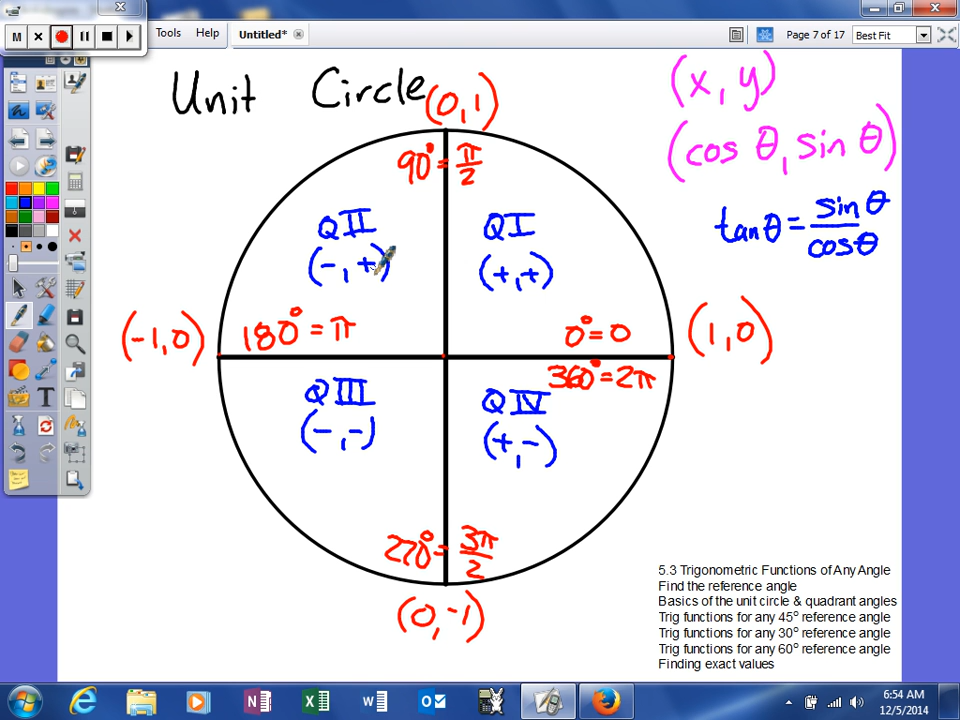 M
Tools Help Untitled*
Page 7 of 17 Best Fit
Unit Circle
(0,1)
(x, y)
(cos θ, sin θ)
tanθ = sinθ/cosθ
90° = π/2
QII
(-, +)
QI
(+, +)
(-1,0)
180° = π
0° = 0
(1,0)
360° = 2π
QIII
(-, -)
QIV
(+, -)
270° = 3π/2
(0,-1)
5.3 Trigonometric Functions of Any Angle
Find the reference angle
Basics of the unit circle & quadrant angles
Trig functions for any 45° reference angle
Trig functions for any 30° reference angle
Trig functions for any 60° reference angle
Finding exact values
6:54 AM
12/5/2014